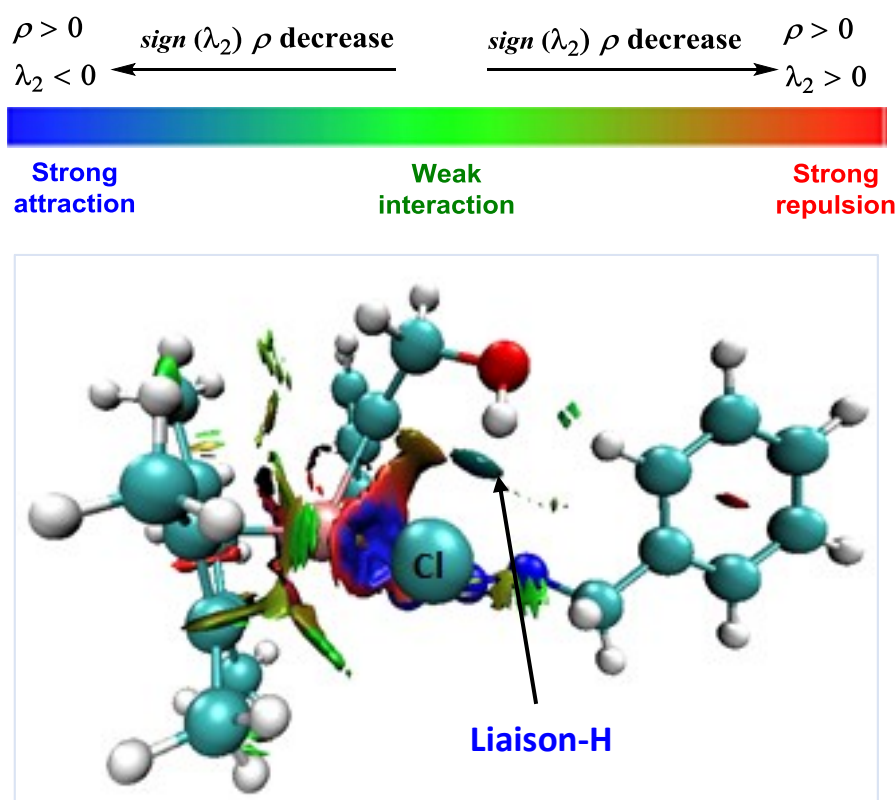 ρ > 0 sign (λ₂) ρ decrease sign (λ₂) ρ decrease ρ > 0
λ₂ < 0 λ₂ > 0
Strong Weak Strong
attraction interaction repulsion
Cl
Liaison-H